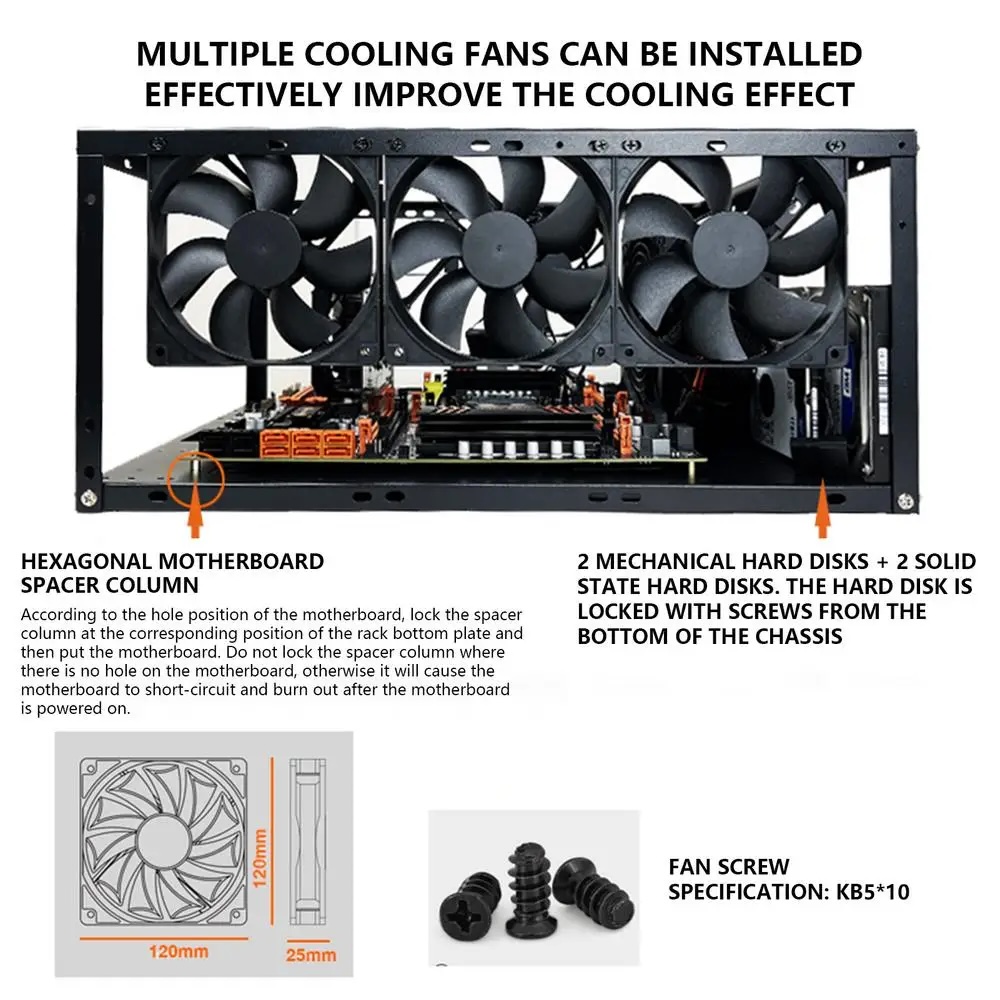 MULTIPLE COOLING FANS CAN BE INSTALLED
EFFECTIVELY IMPROVE THE COOLING EFFECT
HEXAGONAL MOTHERBOARD
SPACER COLUMN
According to the hole position of the motherboard, lock the spacer
column at the corresponding position of the rack bottom plate and
then put the motherboard. Do not lock the spacer column where
there is no hole on the motherboard, otherwise it will cause the
motherboard to short-circuit and burn out after the motherboard
is powered on.
2 MECHANICAL HARD DISKS + 2 SOLID
STATE HARD DISKS. THE HARD DISK IS
LOCKED WITH SCREWS FROM THE
BOTTOM OF THE CHASSIS
120mm
120mm
25mm
FAN SCREW
SPECIFICATION: KB5*10